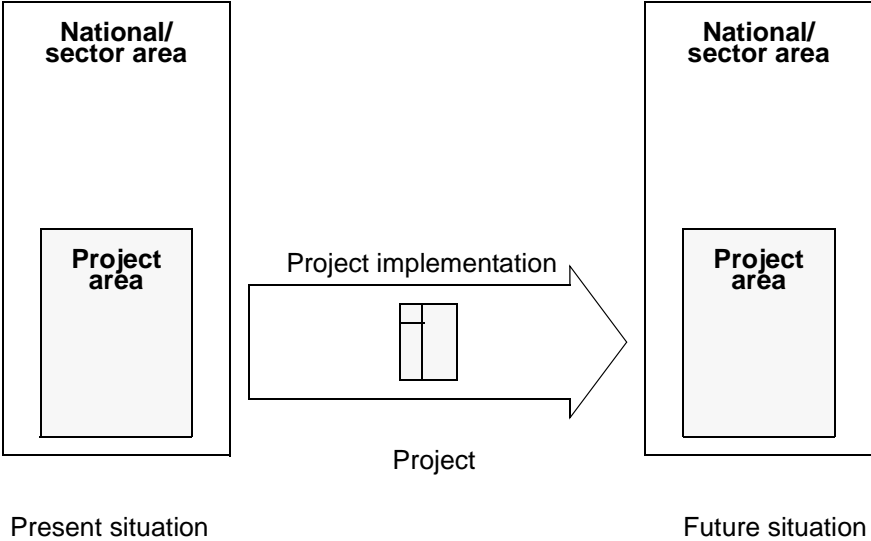 National/
sector area
Project
area
Project implementation
Project
National/
sector area
Project
area
Present situation
Future situation